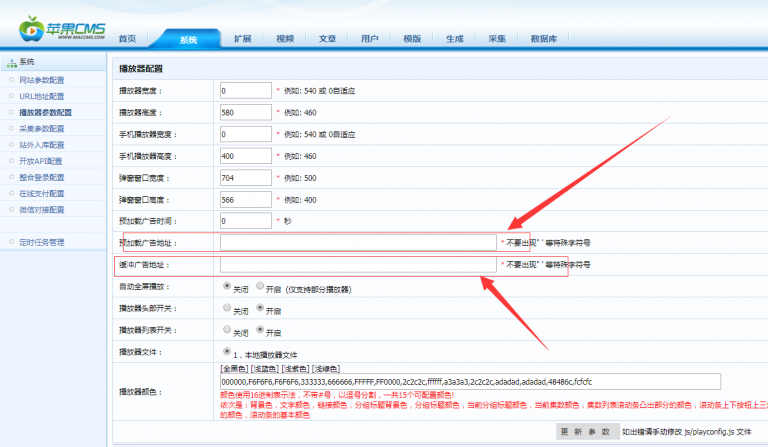 苹果CMS
WWW.MACCMS.COM
首页 系统 扩展 视频 文章 用户 模版 生成 采集 数据库
系统
网站参数配置
URL地址配置
播放器参数配置
采集参数配置
站外入库配置
开放API配置
整合登录配置
在线支付配置
微信对接配置
定时任务管理
播放器配置
播放器宽度： 0 * 例如: 540 或 0自适应
播放器高度： 580 * 例如: 460
手机播放器宽度： 0 * 例如: 540 或 0自适应
手机播放器高度： 400 * 例如: 460
弹窗窗口宽度： 704 * 例如: 500
弹窗窗口高度： 566 * 例如: 400
预加载广告时间： 0 * 秒
预加载广告地址： * 不要出现" ' 等特殊字符号
缓冲广告地址： * 不要出现" ' 等特殊字符号
自动全屏播放： 关闭 开启 (仅支持部分播放器)
播放器头部开关： 关闭 开启
播放器列表开关： 关闭 开启
播放器文件： 1，本地播放器文件
[全黑色] [浅蓝色] [浅紫色] [浅绿色]
播放器颜色： 000000,F6F6F6,F6F6F6,333333,666666,FFFFF,FF0000,2c2c2c,ffffff,a3a3a3,2c2c2c,adadad,adadad,48486c,fcfcfc
颜色使用16进制表示法，不带#号，以逗号分割，一共15个可配置颜色!
依次是：背景色，文字颜色，链接颜色，分组标题背景色，分组标题颜色，当前分组标题颜色，当前集数颜色，集数列表滚动条凸出部分的颜色，滚动条上下按钮上三
的颜色，滚动条的基本颜色
更 新 参 数 如出错请手动修改 js/playconfig.js 文件